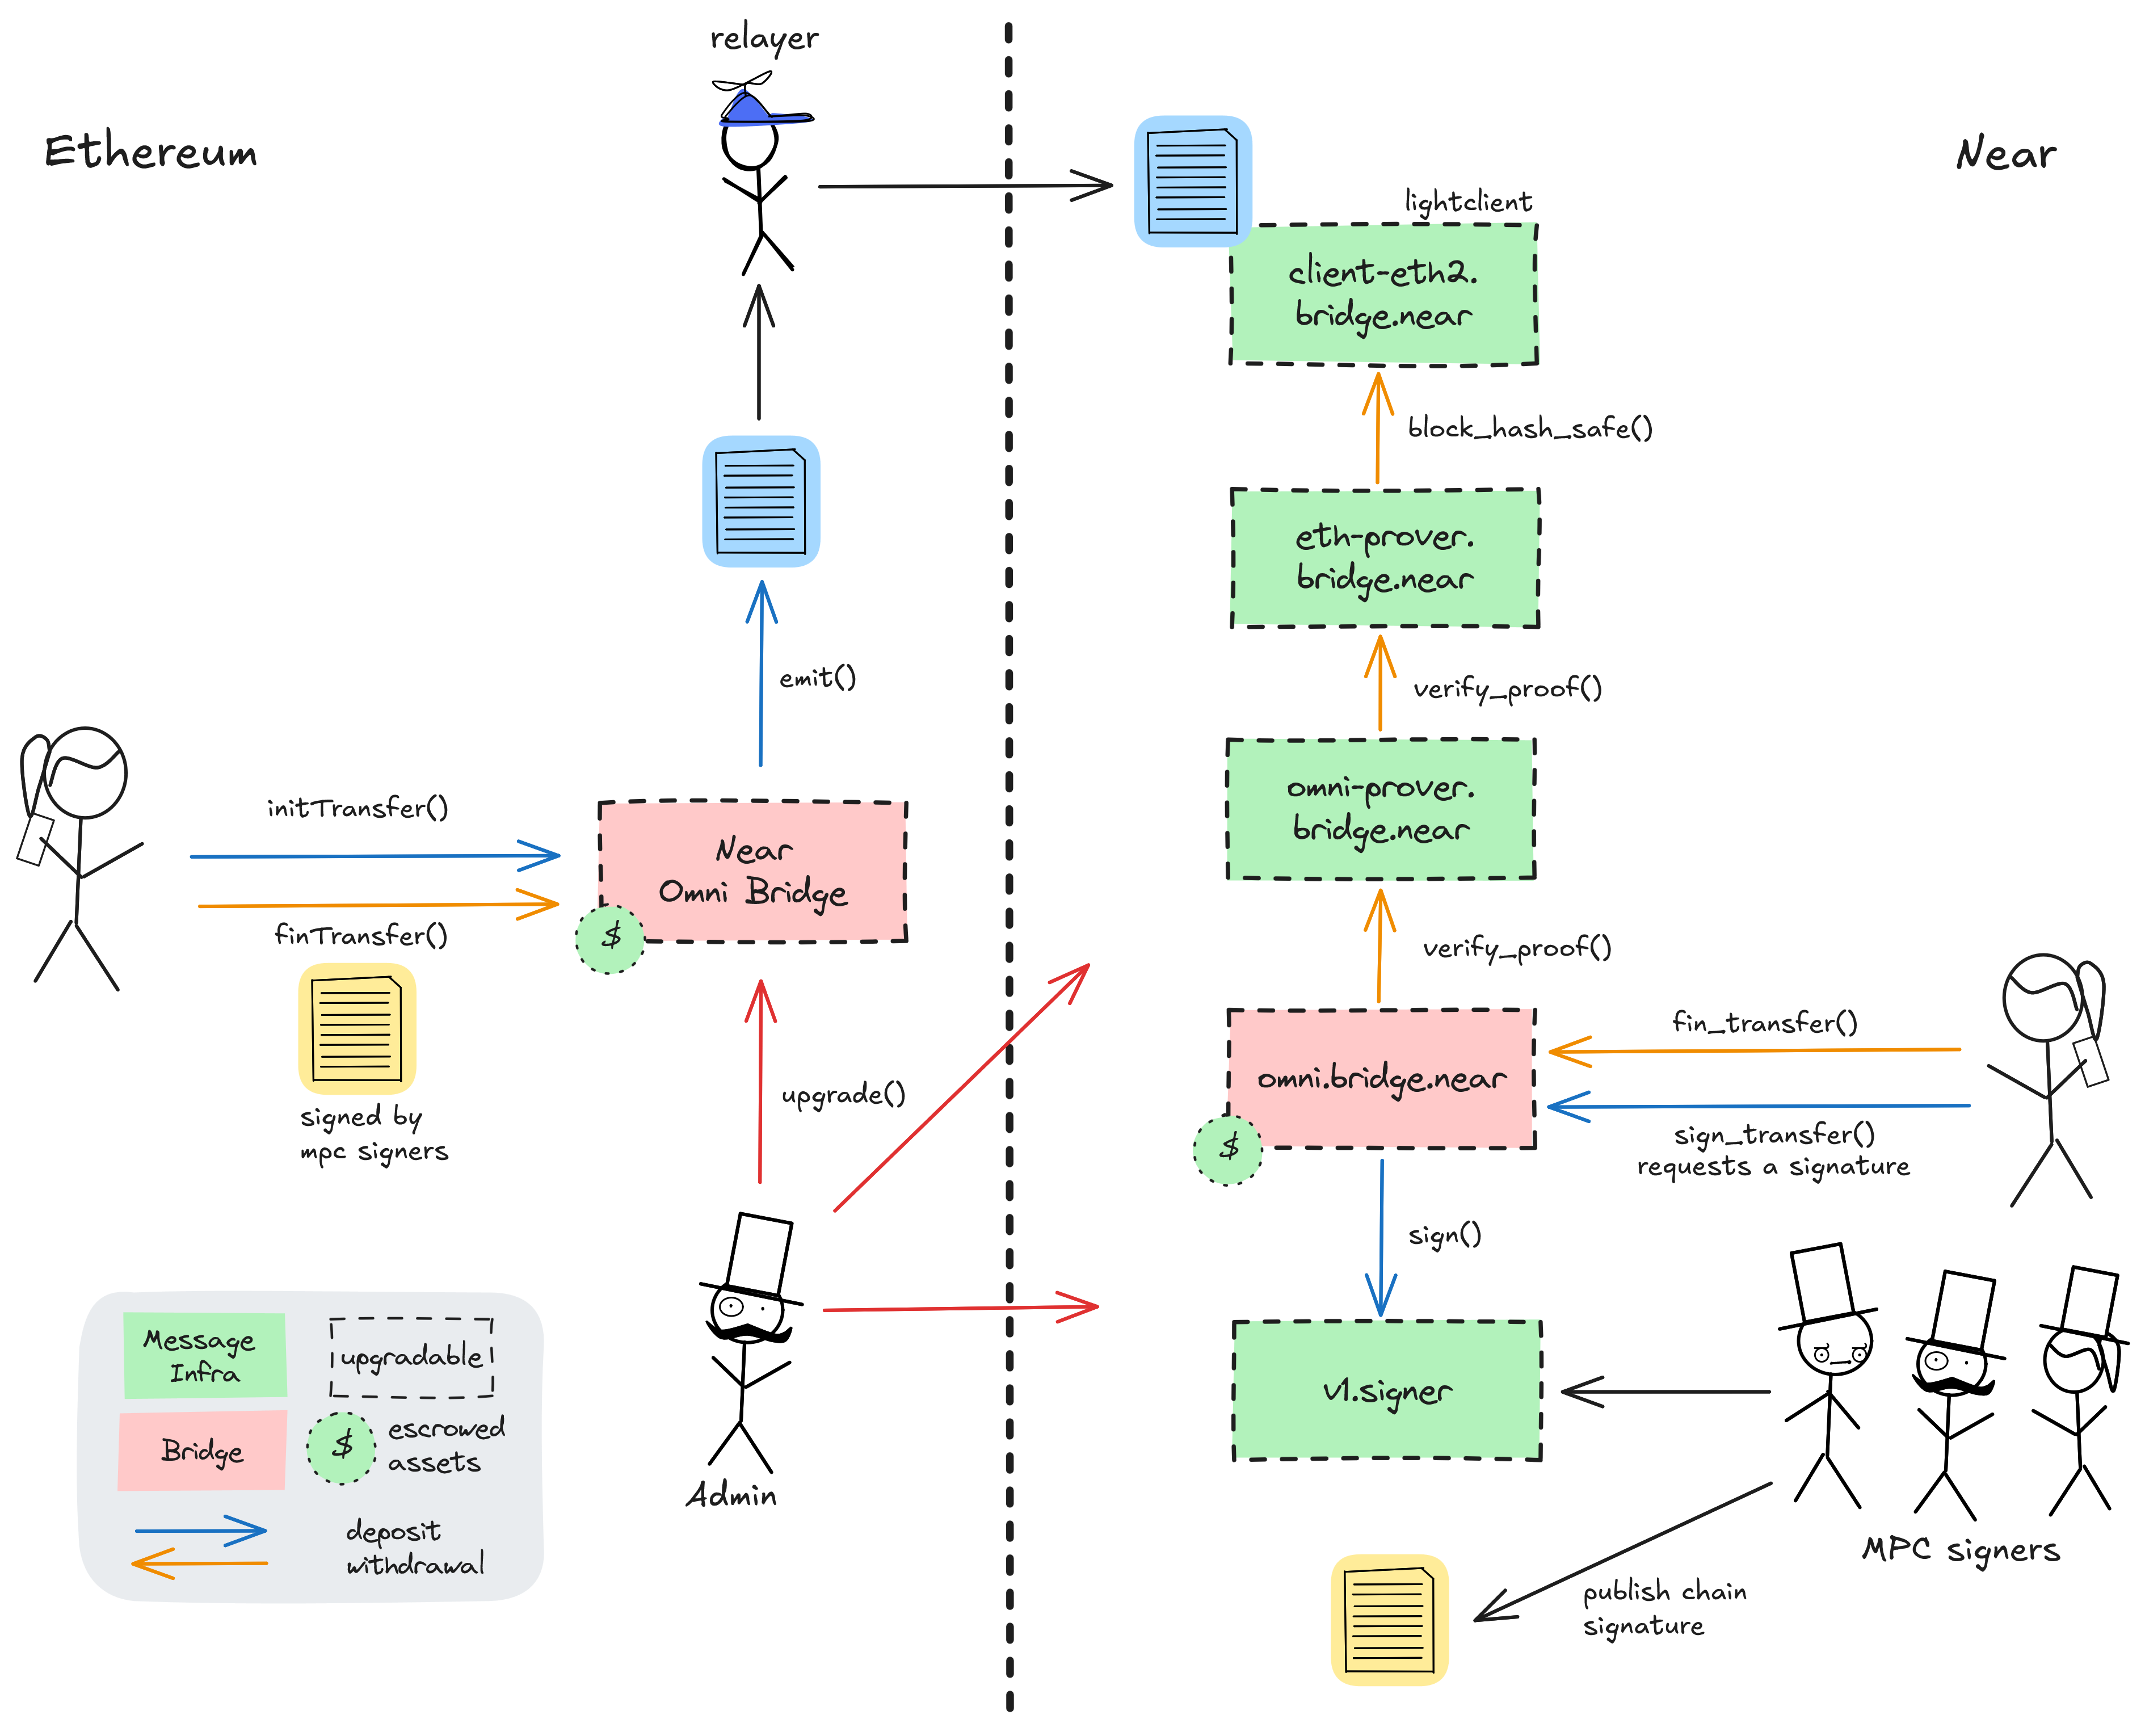 relayer
Ethereum
Near
lightclient
client-eth2.
bridge.near
block_hash_safe()
eth-prover.
bridge.near
emit()
verify_proof()
omni-prover.
bridge.near
initTransfer()
Near
Omni Bridge
finTransfer()
$
verify_proof()
signed by
mpc signers
upgrade()
omni.bridge.near
$
fin_transfer()
sign_transfer()
requests a signature
sign()
Admin
v1.signer
MPC signers
publish chain
signature
Message
Infra
upgradable
Bridge
$
escrowed
assets
deposit
withdrawal